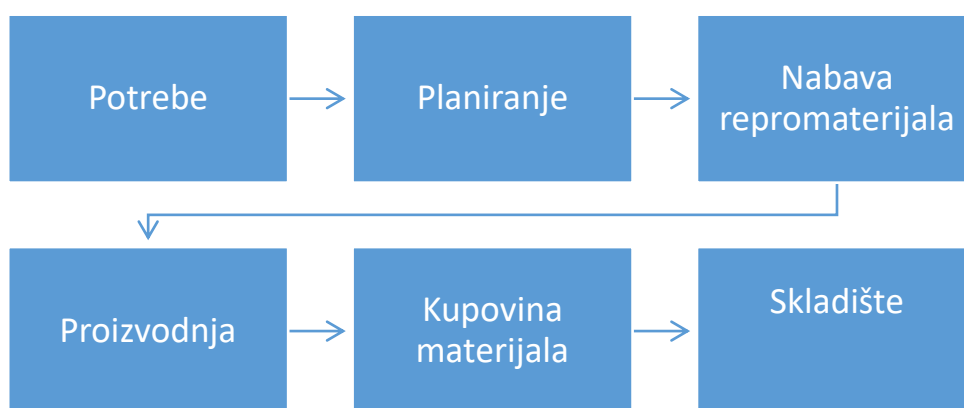 Potrebe
Planiranje
Nabava
repromaterijala
Proizvodnja
Kupovina
materijala
Skladište